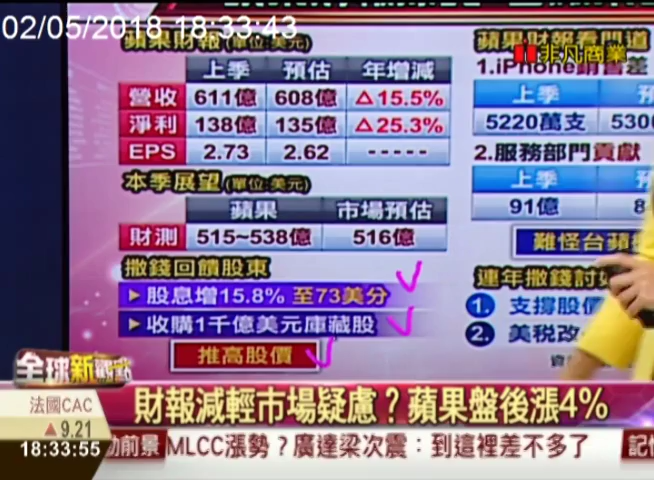 02/05/2018 18:33:43
蘋果財報(單位:美元)
上季 預估 年增減
營收 611億 608億 △15.5%
淨利 138億 135億 △25.3%
EPS 2.73 2.62 -----
本季展望(單位:美元)
蘋果 市場預估
財測 515~538億 516億
撒錢回饋股東
▶股息增15.8% 至73美分
▶收購1千億美元庫藏股
推高股價
蘋果財報看門道
非凡商業
1.iPhone銷售差
上季
5220萬支 530
2.服務部門貢獻
上季
91億 8
難怪台蘋
連年撒錢討好
1. 支撐股價
2. 美稅改
全球新觀點
財報減輕市場疑慮?蘋果盤後漲4%
法國CAC
▲9.21
18:33:55
動前景 MLCC漲勢?廣達梁次震:到這裡差不多了 記